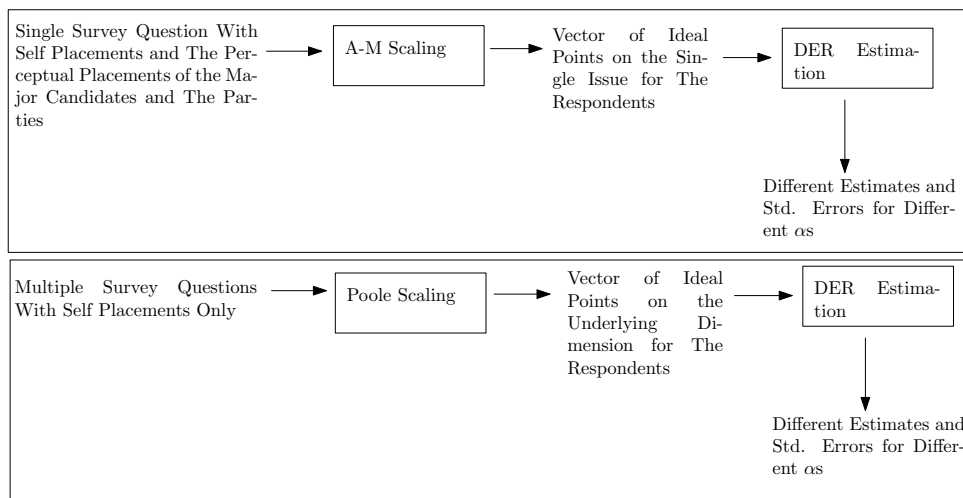 Single Survey Question With
Self Placements and The Per-
ceptual Placements of the Ma-
jor Candidates and The Par-
ties
A-M Scaling
Vector of Ideal
Points on the Sin-
gle Issue for The
Respondents
DER Estima-
tion
Different Estimates and
Std. Errors for Differ-
ent αs
Multiple Survey Questions
With Self Placements Only
Poole Scaling
Vector of Ideal
Points on the
Underlying Di-
mension for The
Respondents
DER Estima-
tion
Different Estimates and
Std. Errors for Differ-
ent αs